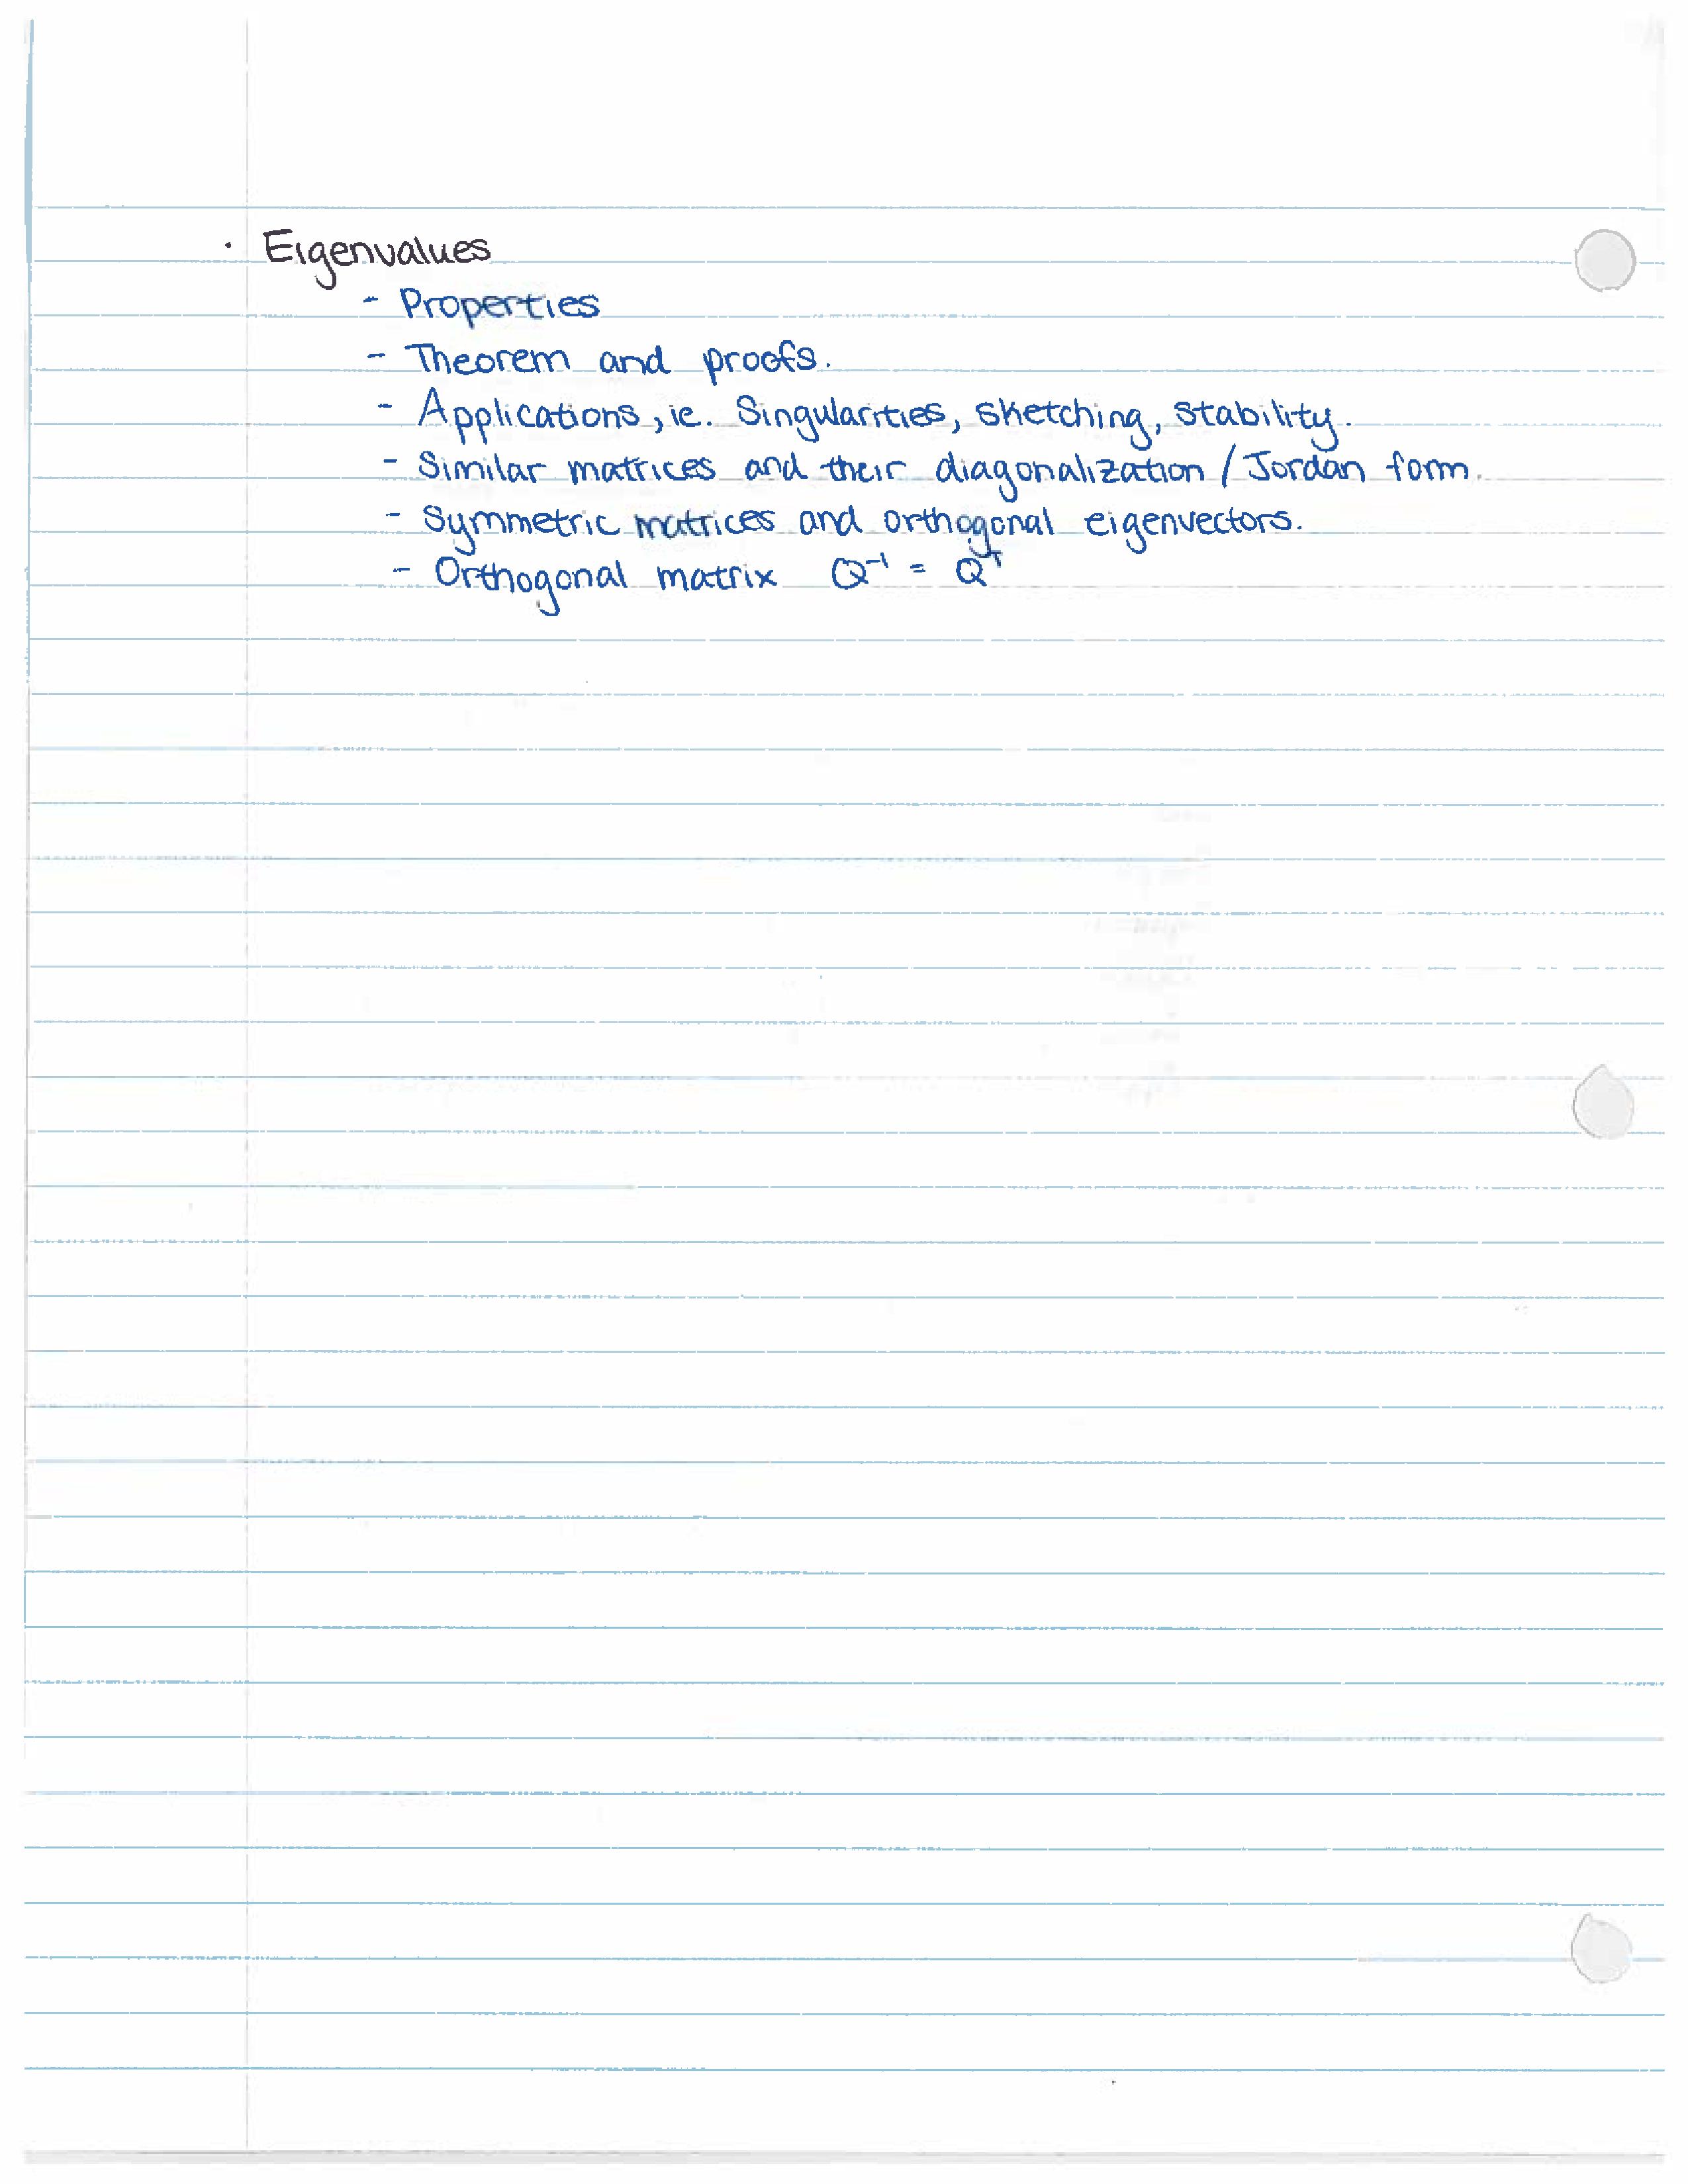 · Eigenvalues
- Properties
- Theorem and proofs.
- Applications, ie. Singularities, sketching, stability.
- Similar matrices and their diagonalization / Jordan form.
- Symmetric matrices and orthogonal eigenvectors.
- Orthogonal matrix Q⁻¹ = Qᵀ